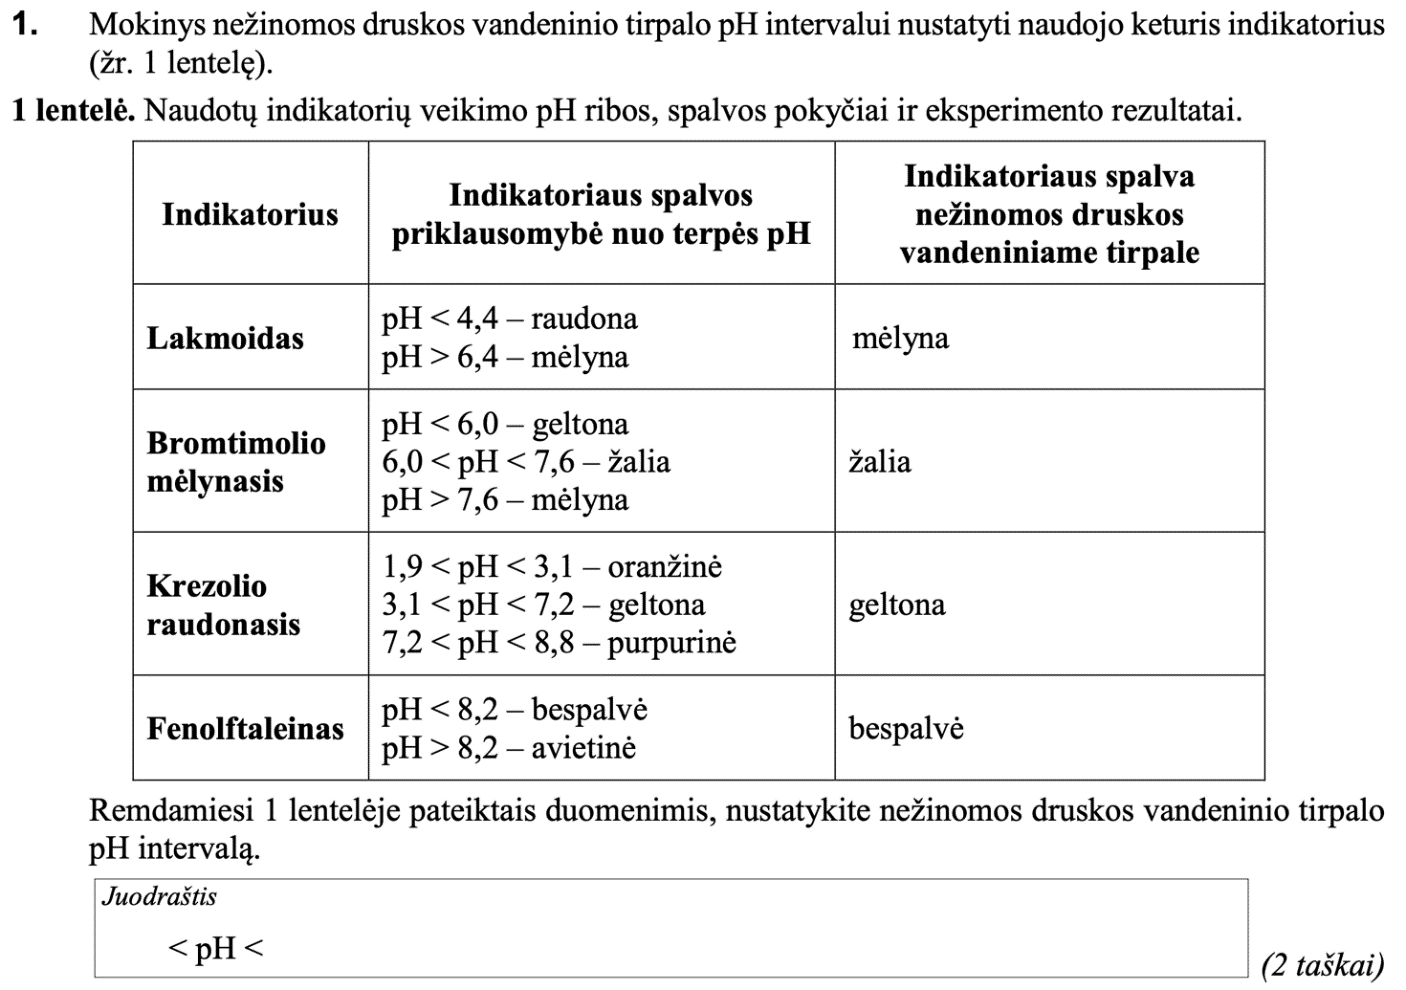 1. Mokinys nežinomos druskos vandeninio tirpalo pH intervalui nustatyti naudojo keturis indikatorius
(žr. 1 lentelę).
1 lentelė. Naudotų indikatorių veikimo pH ribos, spalvos pokyčiai ir eksperimento rezultatai.
Indikatorius
Indikatoriaus spalvos
priklausomybė nuo terpės pH
Indikatoriaus spalva
nežinomos druskos
vandeniniame tirpale
Lakmoidas
pH < 4,4 – raudona
pH > 6,4 – mėlyna
mėlyna
Bromtimolio
mėlynasis
pH < 6,0 – geltona
6,0 < pH < 7,6 – žalia
pH > 7,6 – mėlyna
žalia
Krezolio
raudonasis
1,9 < pH < 3,1 – oranžinė
3,1 < pH < 7,2 – geltona
7,2 < pH < 8,8 – purpurinė
geltona
Fenolftaleinas
pH < 8,2 – bespalvė
pH > 8,2 – avietinė
bespalvė
Remdamiesi 1 lentelėje pateiktais duomenimis, nustatykite nežinomos druskos vandeninio tirpalo
pH intervalą.
Juodraštis
< pH <
(2 taškai)